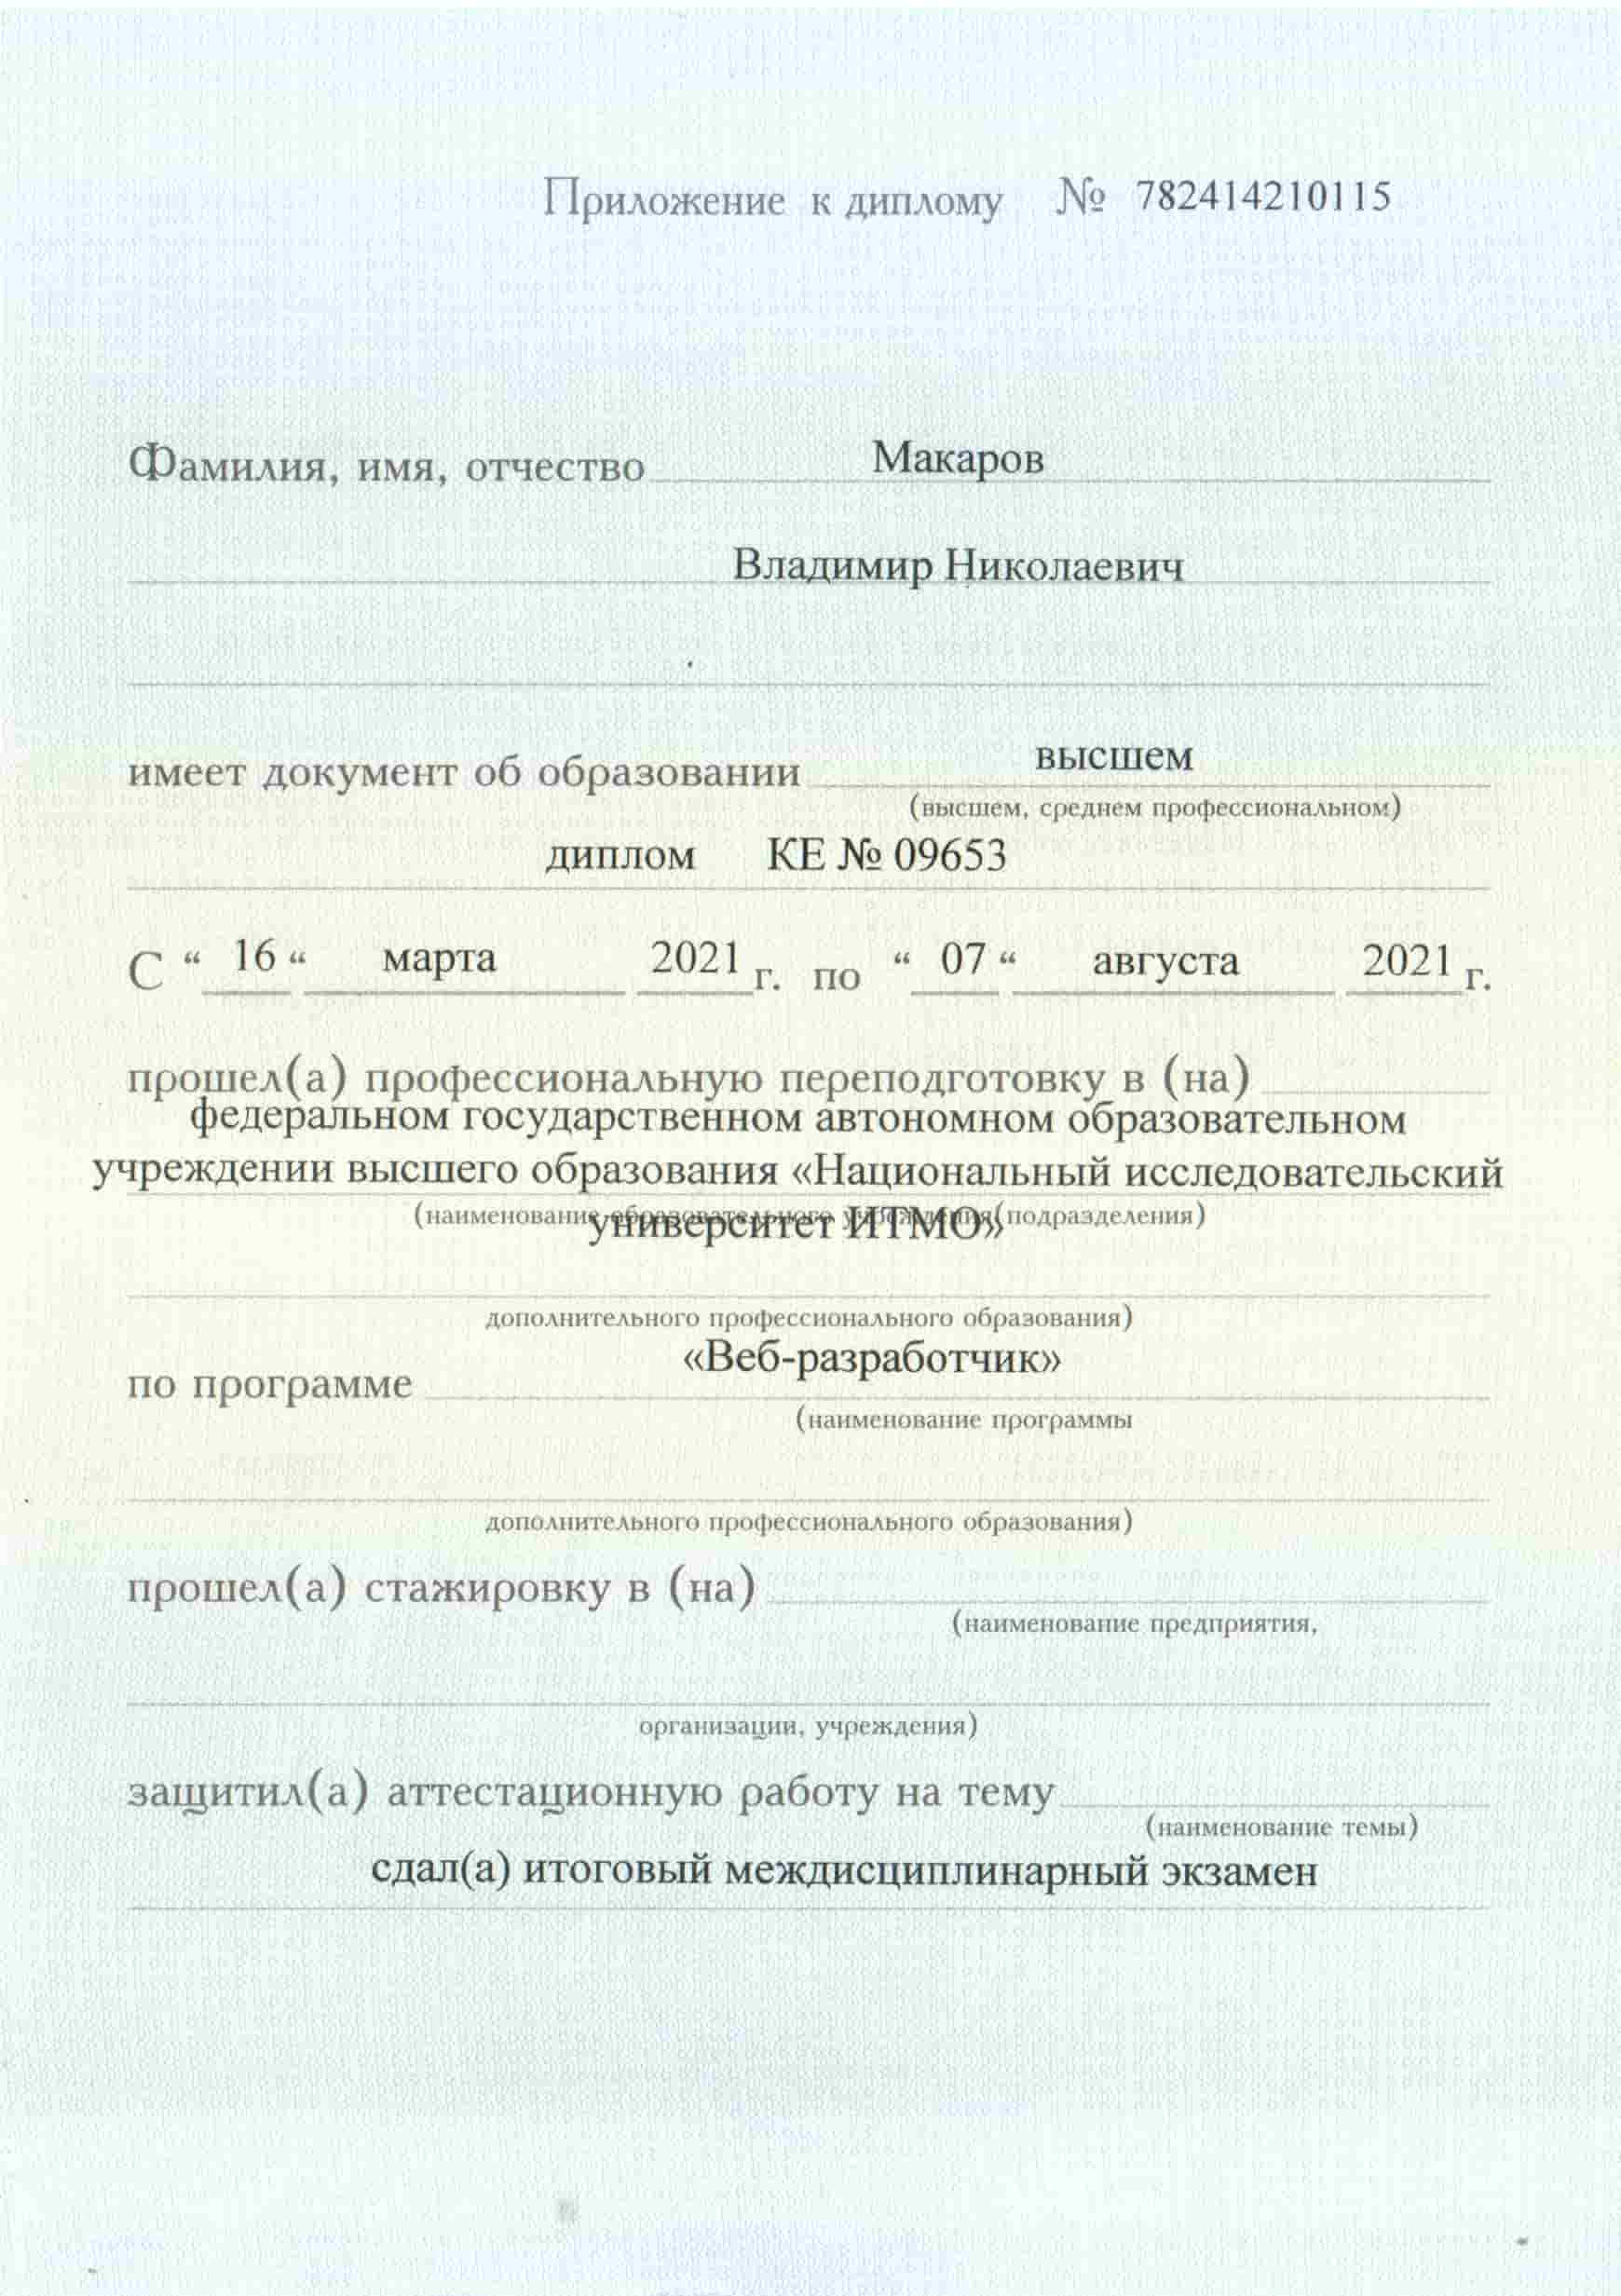 Приложение к диплому № 782414210115
Фамилия, имя, отчество Макаров
Владимир Николаевич
имеет документ об образовании высшем
(высшем, среднем профессиональном)
диплом КЕ № 09653
С “ 16 “ марта 2021 г. по “ 07 “ августа 2021 г.
прошел(а) профессиональную переподготовку в (на)
федеральном государственном автономном образовательном
учреждении высшего образования «Национальный исследовательский
(наименование образовательного учреждения(подразделения)
университет ИТМО»
дополнительного профессионального образования)
«Веб-разработчик»
по программе
(наименование программы
дополнительного профессионального образования)
прошел(а) стажировку в (на)
(наименование предприятия,
организации, учреждения)
защитил(а) аттестационную работу на тему
(наименование темы)
сдал(а) итоговый междисциплинарный экзамен